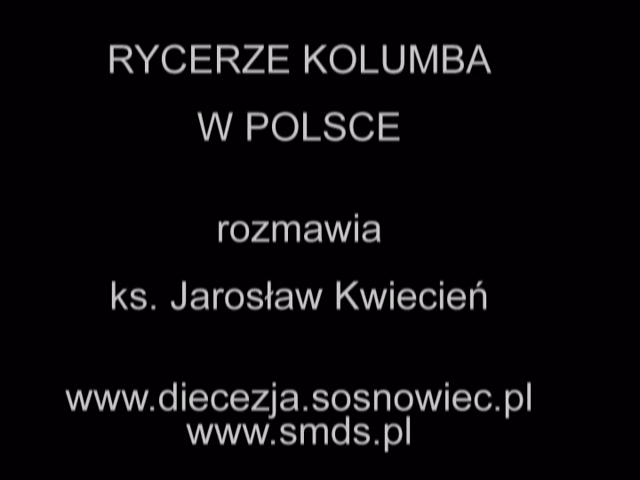 RYCERZE KOLUMBA
W POLSCE
rozmawia
ks. Jarosław Kwiecień
www.diecezja.sosnowiec.pl
www.smds.pl